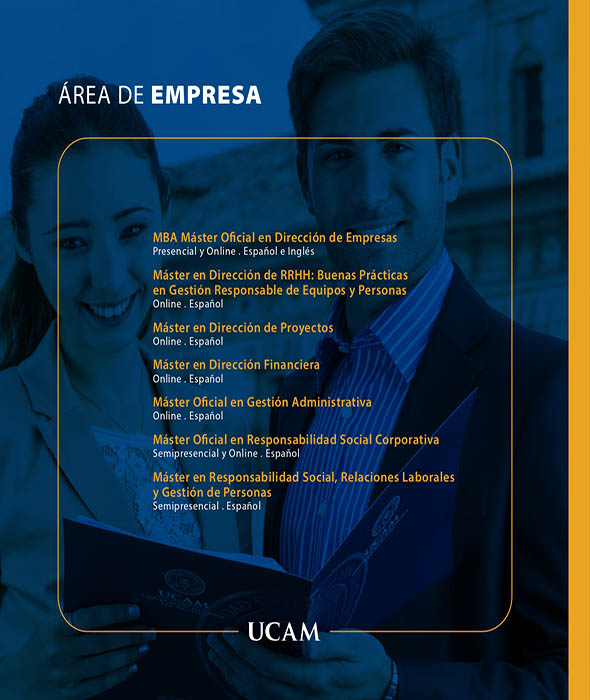 ÁREA DE EMPRESA
MBA Máster Oficial en Dirección de Empresas
Presencial y Online . Español e Inglés
Máster en Dirección de RRHH: Buenas Prácticas
en Gestión Responsable de Equipos y Personas
Online . Español
Máster en Dirección de Proyectos
Online . Español
Máster en Dirección Financiera
Online . Español
Máster Oficial en Gestión Administrativa
Online . Español
Máster Oficial en Responsabilidad Social Corporativa
Semipresencial y Online . Español
Máster en Responsabilidad Social, Relaciones Laborales
y Gestión de Personas
Semipresencial . Español
UCAM
UCAM
UCAM